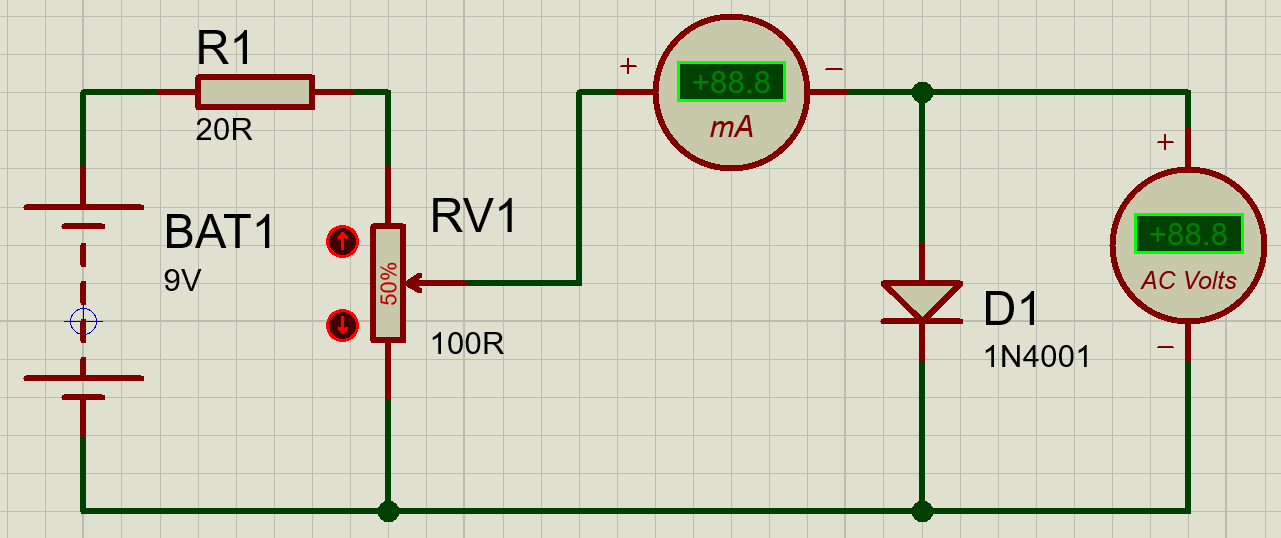 R1
20R
+88.8
mA
+
−
BAT1
9V
RV1
50%
100R
+
+88.8
AC Volts
−
D1
1N4001